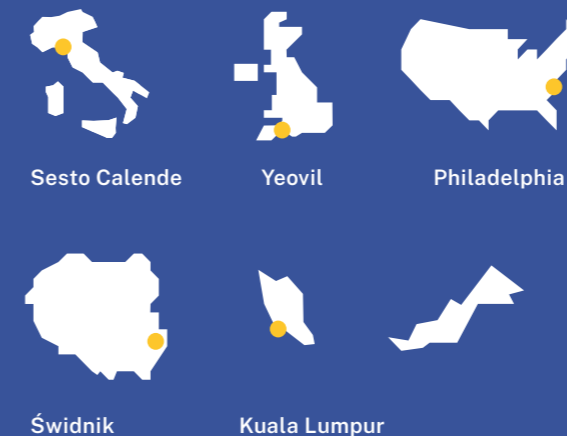 Sesto Calende
Yeovil
Philadelphia
Świdnik
Kuala Lumpur